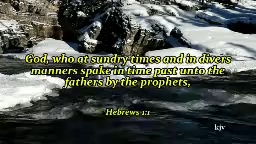 God, who at sundry times and in divers
manners spake in time past unto the
fathers by the prophets,
Hebrews 1:1
kjv